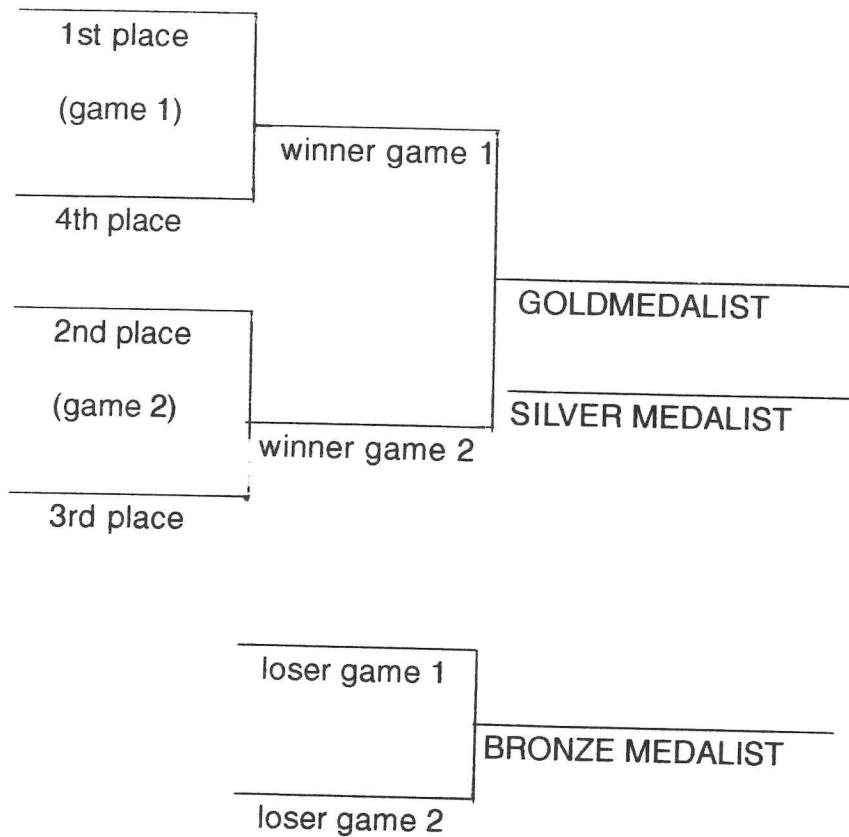 1st place
(game 1)
winner game 1
4th place
GOLDMEDALIST
2nd place
(game 2)
SILVER MEDALIST
winner game 2
3rd place
loser game 1
BRONZE MEDALIST
loser game 2